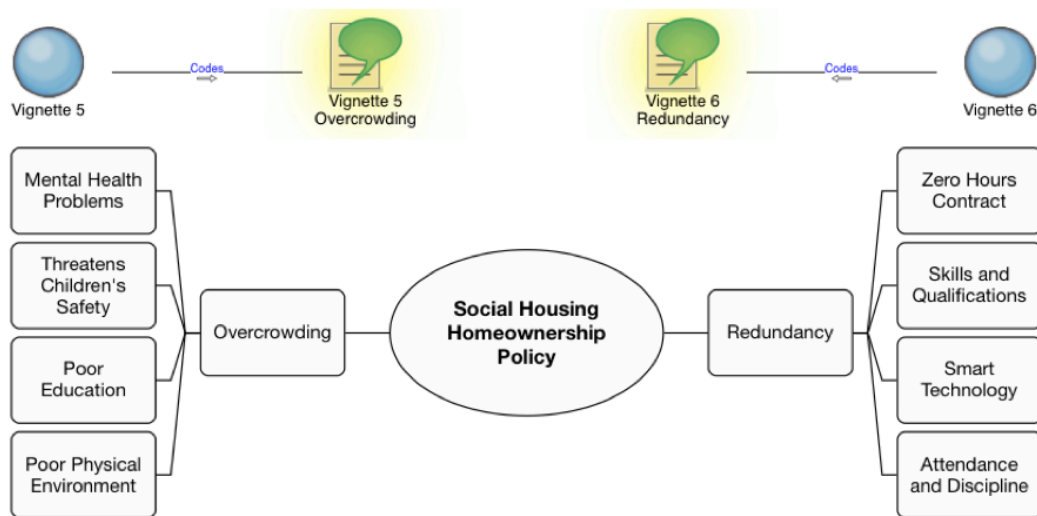 Codes
Codes
Vignette 5
Vignette 5
Overcrowding
Vignette 6
Redundancy
Vignette 6
Mental Health
Problems
Threatens
Children's
Safety
Poor
Education
Poor Physical
Environment
Overcrowding
Social Housing
Homeownership
Policy
Redundancy
Zero Hours
Contract
Skills and
Qualifications
Smart
Technology
Attendance
and Discipline